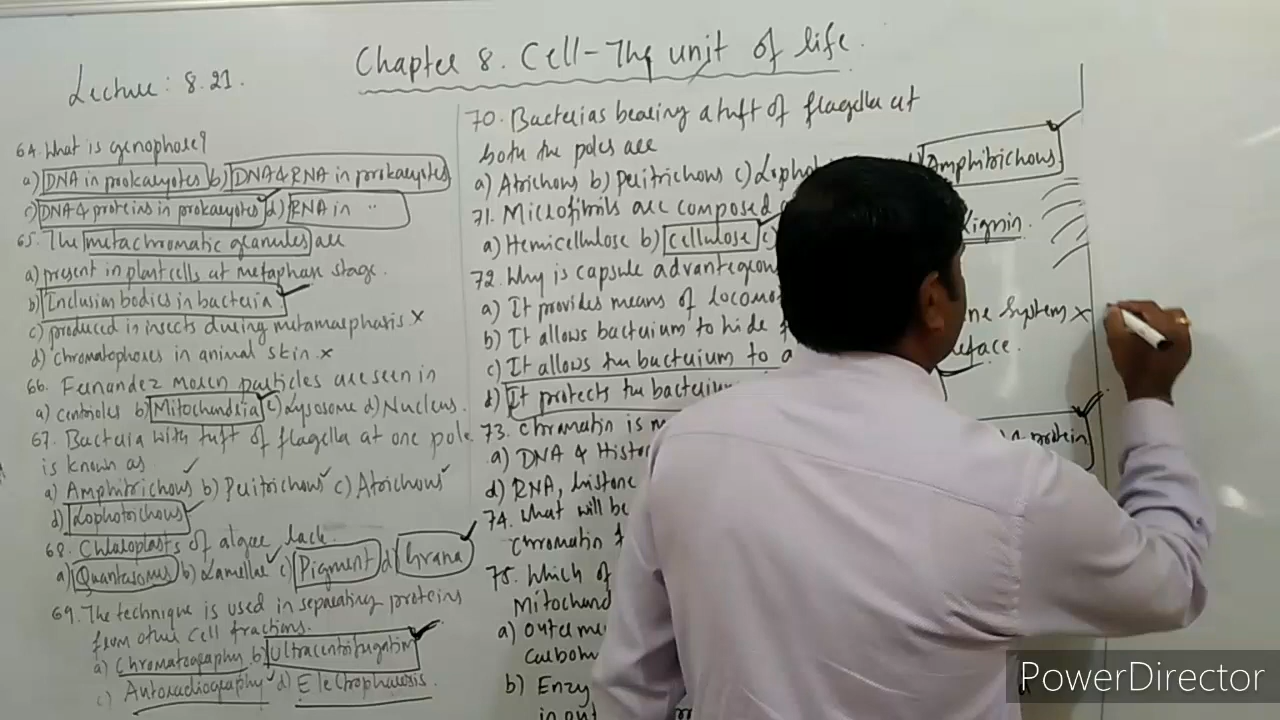 Chapter 8. Cell-The unit of life.
Lecture: 8.21.
64. What is genophore?
a) DNA in prokaryotes b) DNA & RNA in prokaryotes
c) DNA & proteins in prokaryotes d) RNA in "
65. The metachromatic granules are
a) present in plant cells at metaphase stage.
b) Inclusion bodies in bacteria
c) produced in insects during metamorphosis x
d) chromatophores in animal skin x
66. Fernandez Moren particles are seen in
a) centrioles b) Mitochondria c) Lysosome d) Nucleus.
67. Bacteria with tuft of flagella at one pole
is known as
a) Amphitrichous b) Peritrichous c) Atrichous
d) Lophotrichous
68. Chloroplasts of algae lack.
a) Quantasomes b) Lamellae c) Pigment d) Grana
69. The technique is used in separating proteins
from other cell fractions.
a) Chromatography b) Ultracentrifugation
c) Autoradiography d) Electrophoresis.
70. Bacterias bearing a tuft of flagella at
both the poles are
a) Atrichous b) Peritrichous c) Amphitrichous
71. Microfibrils are composed
a) Hemicellulose b) Cellulose c) Lignin.
72. Why is capsule
a) It provides means of
b) It allows bacterium to hide ne system x
c) It allows the bacterium to a face.
d) It protects the bacterium
73. Chromatin is m
a) DNA & Histo protein
d) RNA, histone
74. What will be
chromatin f
75. Which of
Mitochond
a) Outer me
Carboh
b) Enzy
in out
PowerDirector